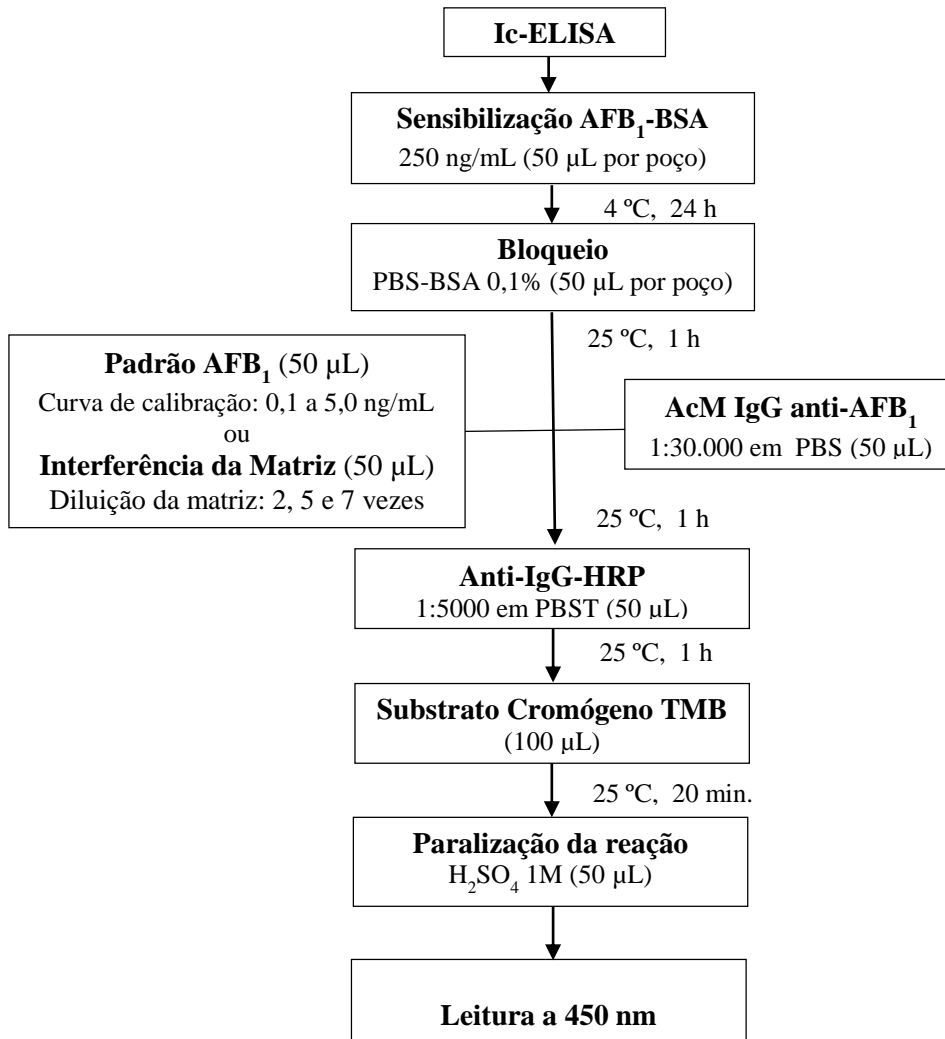 Ic-ELISA
Sensibilização AFB₁-BSA
250 ng/mL (50 µL por poço)
4 ºC, 24 h
Bloqueio
PBS-BSA 0,1% (50 µL por poço)
25 ºC, 1 h
Padrão AFB₁ (50 µL)
Curva de calibração: 0,1 a 5,0 ng/mL
ou
Interferência da Matriz (50 µL)
Diluição da matriz: 2, 5 e 7 vezes
AcM IgG anti-AFB₁
1:30.000 em PBS (50 µL)
25 ºC, 1 h
Anti-IgG-HRP
1:5000 em PBST (50 µL)
25 ºC, 1 h
Substrato Cromógeno TMB
(100 µL)
25 ºC, 20 min.
Paralização da reação
H₂SO₄ 1M (50 µL)
Leitura a 450 nm